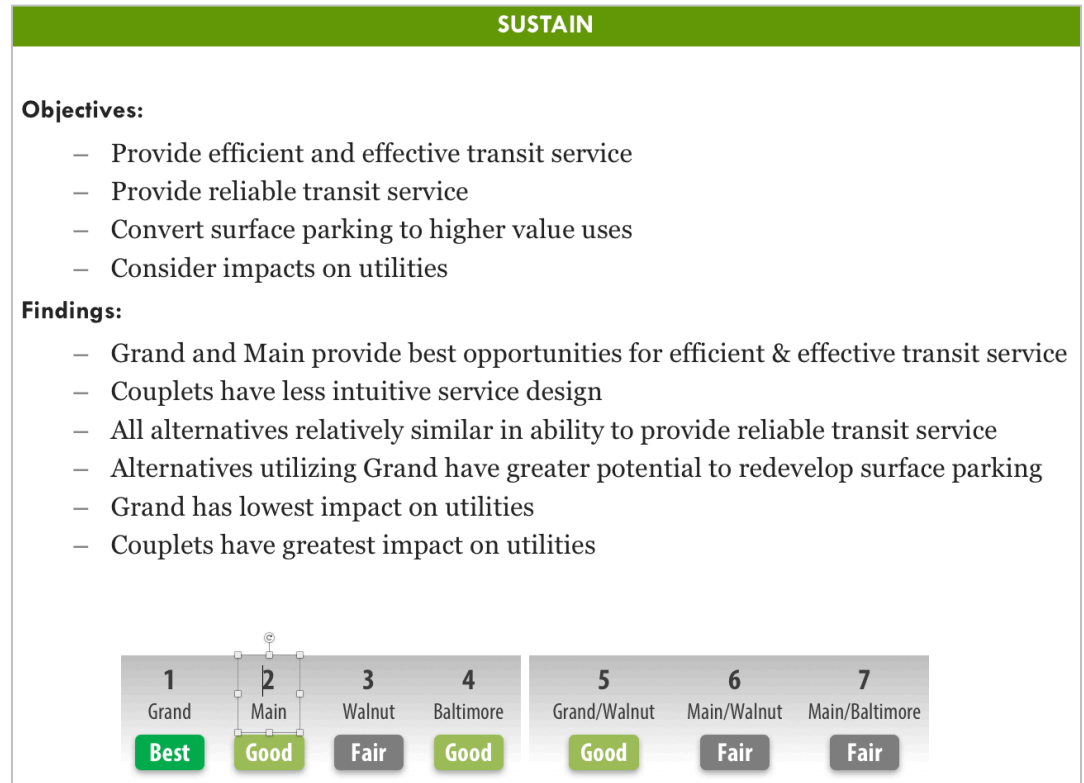 SUSTAIN
Objectives:
– Provide efficient and effective transit service
– Provide reliable transit service
– Convert surface parking to higher value uses
– Consider impacts on utilities
Findings:
– Grand and Main provide best opportunities for efficient & effective transit service
– Couplets have less intuitive service design
– All alternatives relatively similar in ability to provide reliable transit service
– Alternatives utilizing Grand have greater potential to redevelop surface parking
– Grand has lowest impact on utilities
– Couplets have greatest impact on utilities
1 2 3 4 5 6 7
Grand Main Walnut Baltimore Grand/Walnut Main/Walnut Main/Baltimore
Best Good Fair Good Good Fair Fair